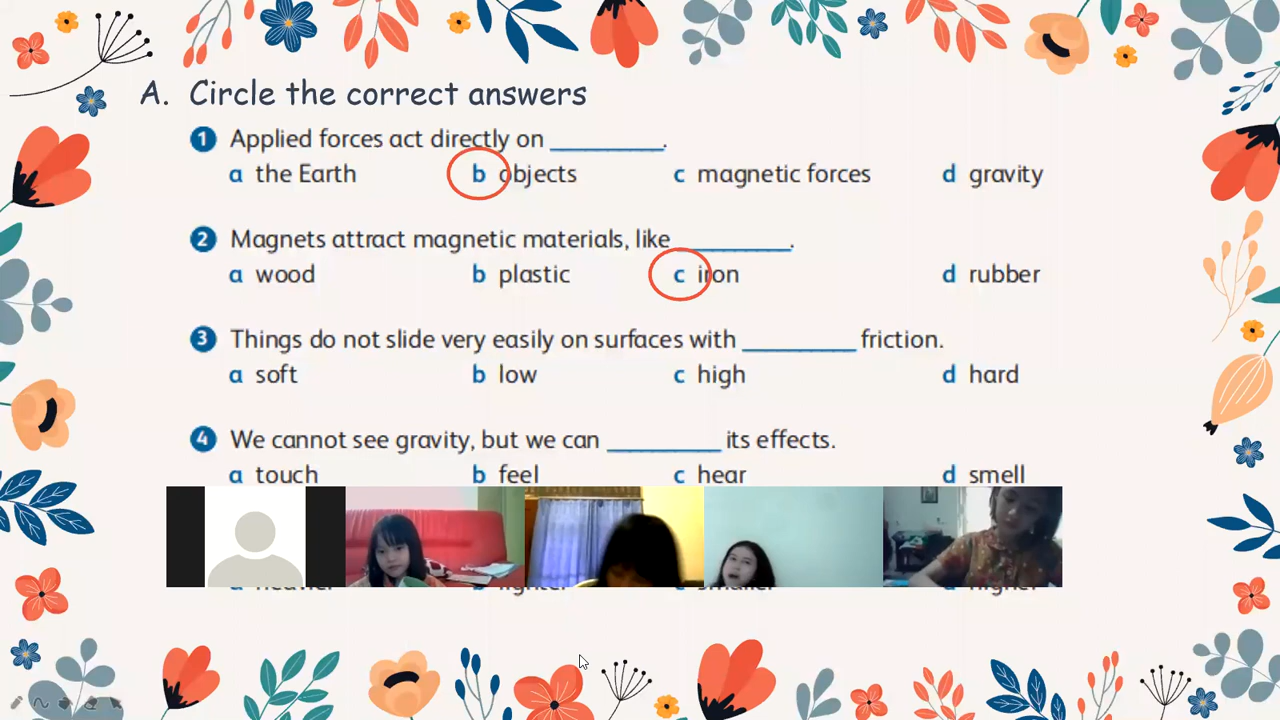 A. Circle the correct answers
1 Applied forces act directly on __________.
a the Earth b objects c magnetic forces d gravity
2 Magnets attract magnetic materials, like __________.
a wood b plastic c iron d rubber
3 Things do not slide very easily on surfaces with __________ friction.
a soft b low c high d hard
4 We cannot see gravity, but we can __________ its effects.
a touch b feel c hear d smell